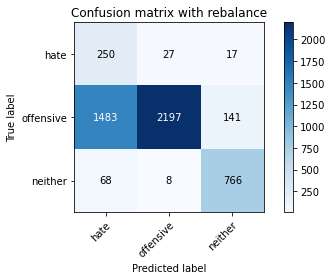 Confusion matrix with rebalance
hate 250 27 17
offensive 1483 2197 141
neither 68 8 766
hate offensive neither
True label
Predicted label
2000
1750
1500
1250
1000
750
500
250